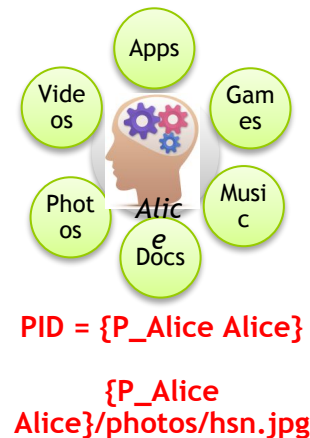 Apps
Vide
os
Gam
es
Phot
os
Musi
c
Alic
e
Docs
PID = {P_Alice Alice}
{P_Alice
Alice}/photos/hsn.jpg